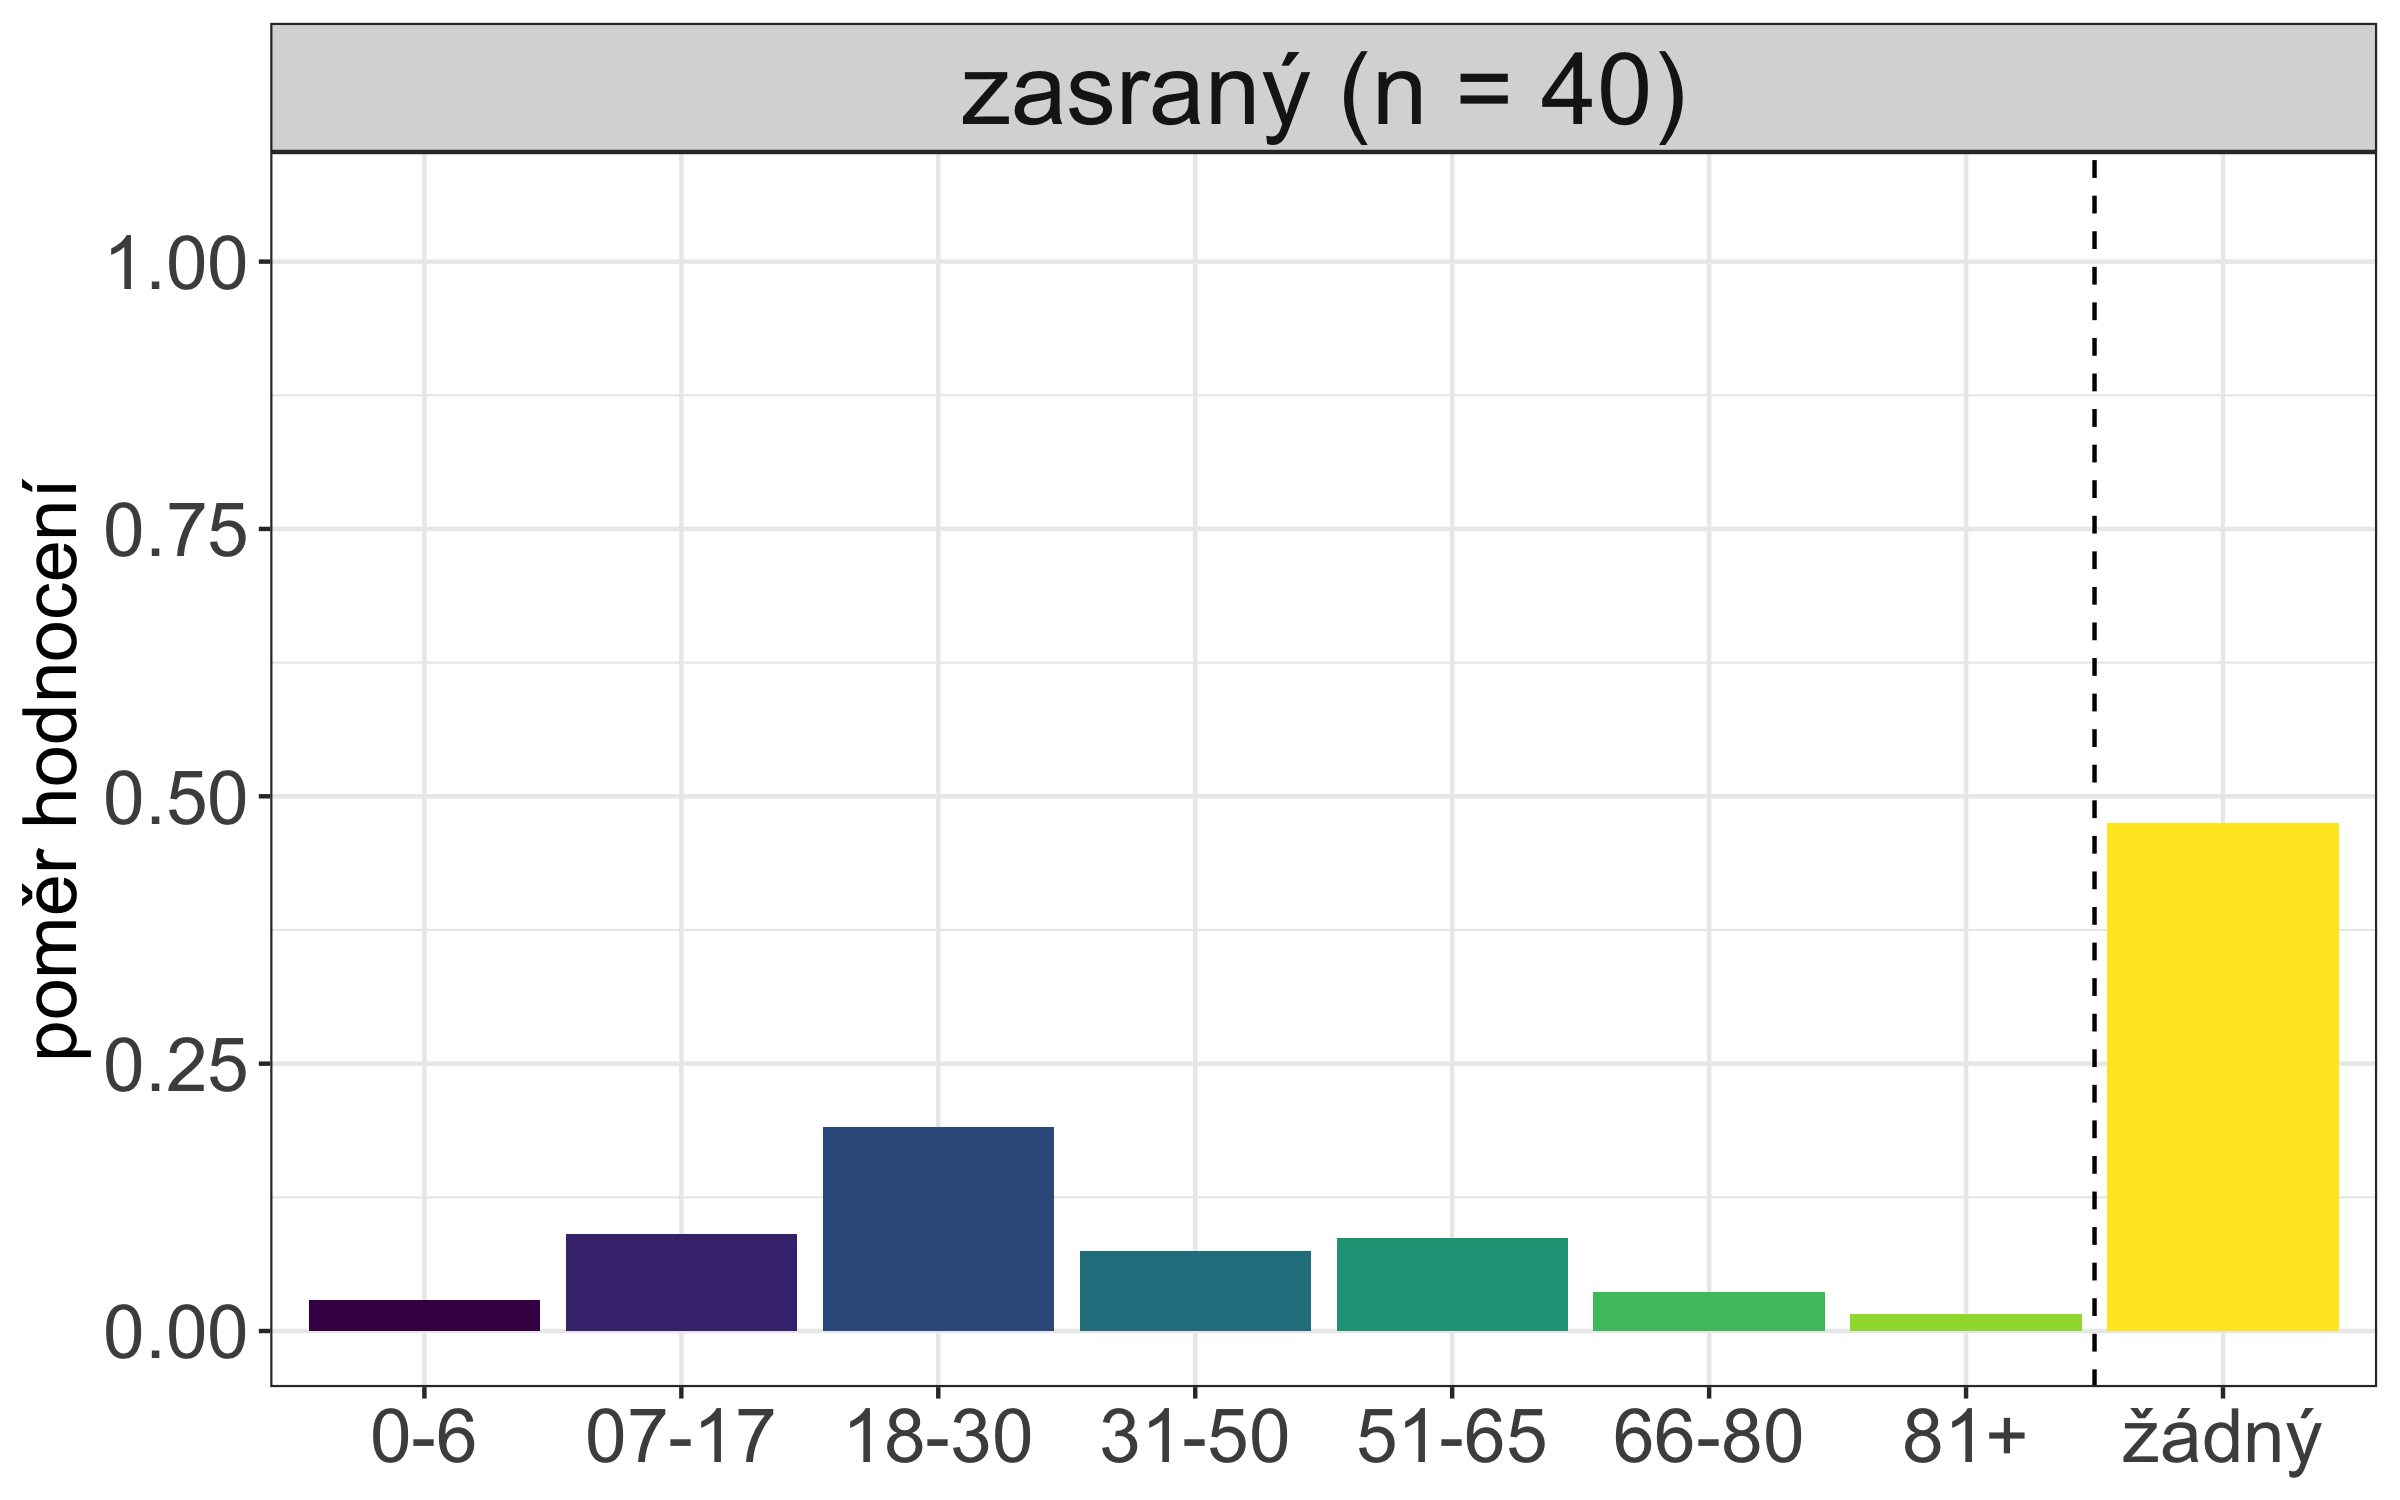 zasraný (n = 40)
poměr hodnocení
1.00
0.75
0.50
0.25
0.00
0-6 07-17 18-30 31-50 51-65 66-80 81+ žádný